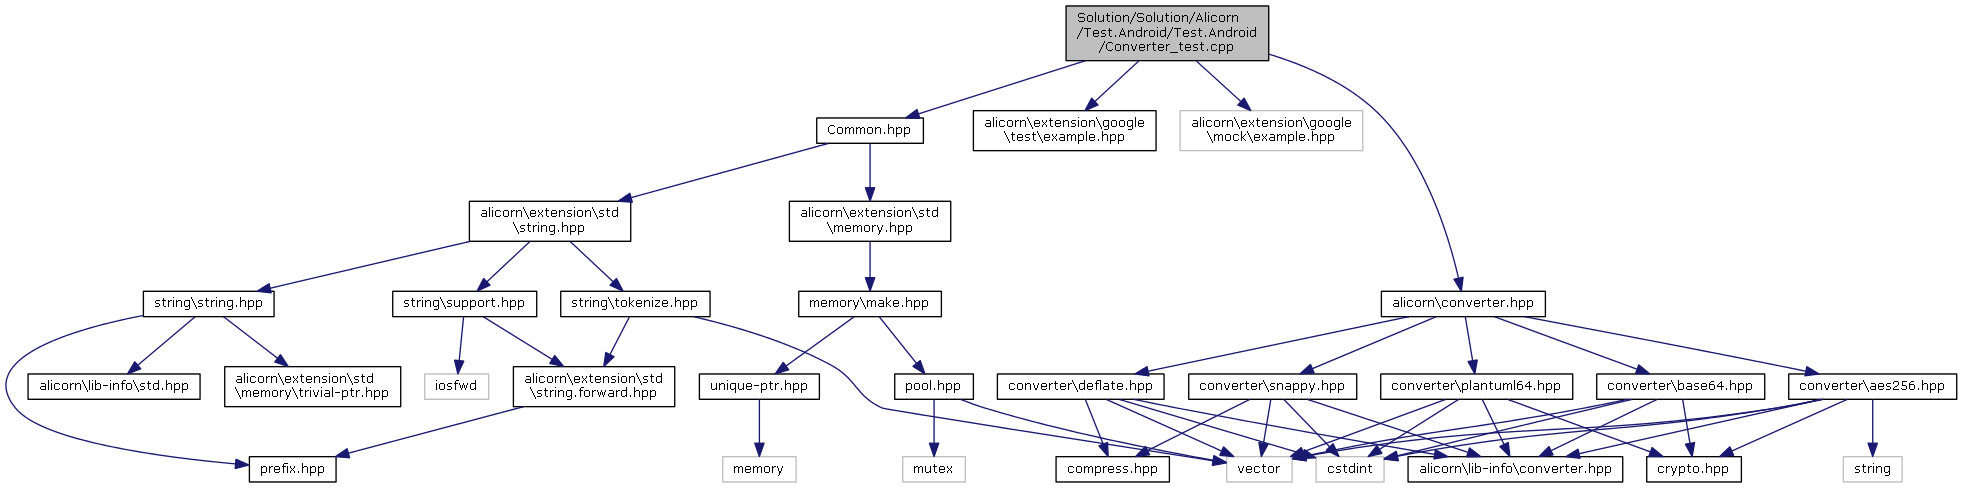 Solution/Solution/Alicorn
/Test.Android/Test.Android
/Converter_test.cpp
Common.hpp
alicorn\extension\google
\test\example.hpp
alicorn\extension\google
\mock\example.hpp
alicorn\extension\std
\string.hpp
alicorn\extension\std
\memory.hpp
string\string.hpp
string\support.hpp
string\tokenize.hpp
memory\make.hpp
alicorn\converter.hpp
alicorn\lib-info\std.hpp
alicorn\extension\std
\memory\trivial-ptr.hpp
iosfwd
alicorn\extension\std
\string.forward.hpp
unique-ptr.hpp
pool.hpp
converter\deflate.hpp
converter\snappy.hpp
converter\plantuml64.hpp
converter\base64.hpp
converter\aes256.hpp
prefix.hpp
memory
mutex
compress.hpp
vector
cstdint
alicorn\lib-info\converter.hpp
crypto.hpp
string